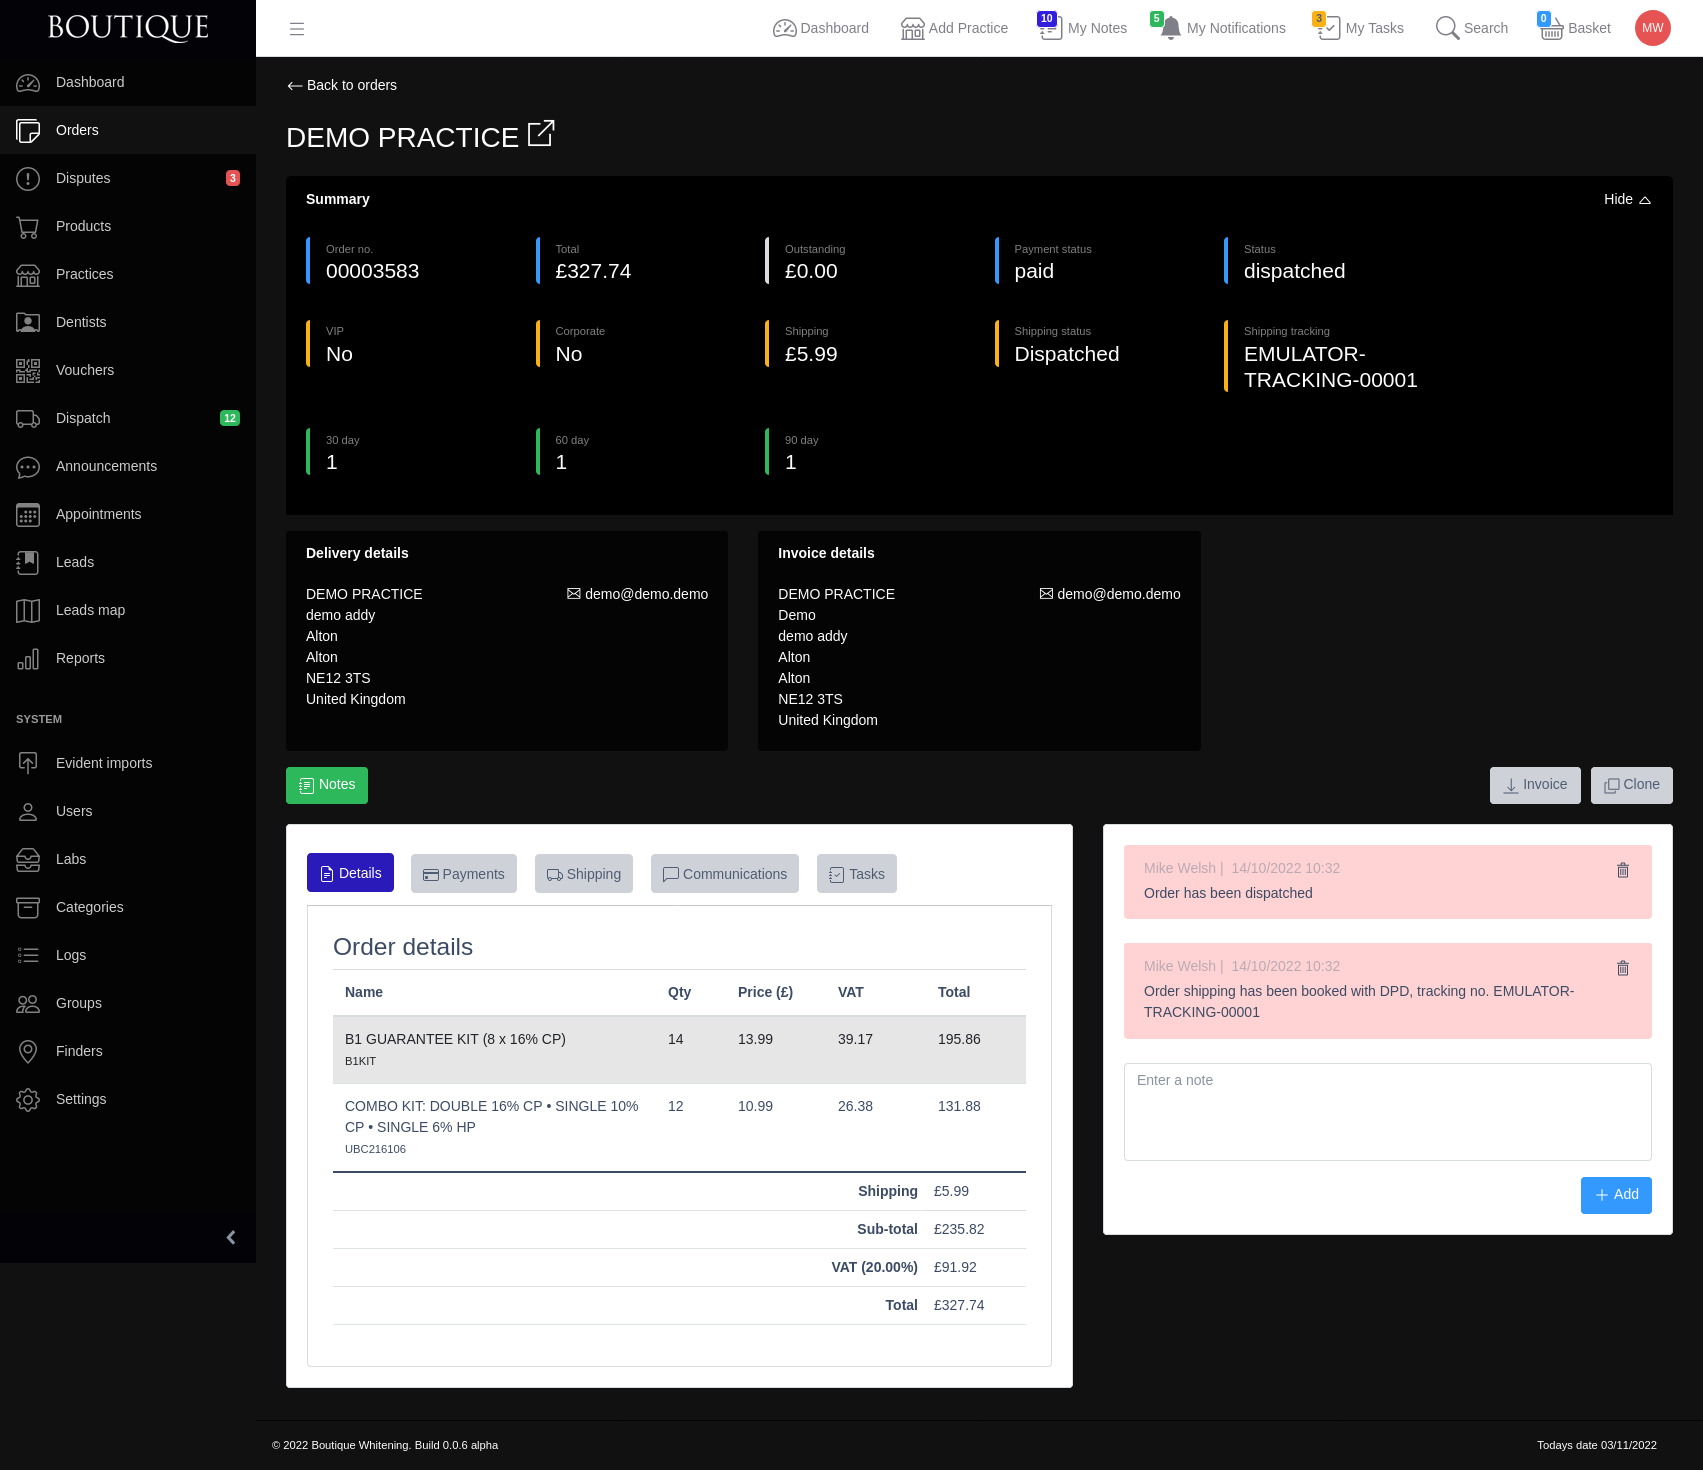 BOUTIQUE
Dashboard
Add Practice
10
My Notes
5
My Notifications
3
My Tasks
Search
0
Basket
MW
Dashboard
Orders
Disputes
3
Products
Practices
Dentists
Vouchers
Dispatch
12
Announcements
Appointments
Leads
Leads map
Reports
SYSTEM
Evident imports
Users
Labs
Categories
Logs
Groups
Finders
Settings
Back to orders
DEMO PRACTICE
Summary
Hide
Order no.
00003583
Total
£327.74
Outstanding
£0.00
Payment status
paid
Status
dispatched
VIP
No
Corporate
No
Shipping
£5.99
Shipping status
Dispatched
Shipping tracking
EMULATOR-
TRACKING-00001
30 day
1
60 day
1
90 day
1
Delivery details
DEMO PRACTICE
demo addy
Alton
Alton
NE12 3TS
United Kingdom
demo@demo.demo
Invoice details
DEMO PRACTICE
Demo
demo addy
Alton
Alton
NE12 3TS
United Kingdom
demo@demo.demo
Notes
Invoice
Clone
Details
Payments
Shipping
Communications
Tasks
Order details
Name Qty Price (£) VAT Total
B1 GUARANTEE KIT (8 x 16% CP) 14 13.99 39.17 195.86
B1KIT
COMBO KIT: DOUBLE 16% CP • SINGLE 10% 12 10.99 26.38 131.88
CP • SINGLE 6% HP
UBC216106
Shipping £5.99
Sub-total £235.82
VAT (20.00%) £91.92
Total £327.74
Mike Welsh | 14/10/2022 10:32
Order has been dispatched
Mike Welsh | 14/10/2022 10:32
Order shipping has been booked with DPD, tracking no. EMULATOR-
TRACKING-00001
Enter a note
Add
© 2022 Boutique Whitening. Build 0.0.6 alpha
Todays date 03/11/2022